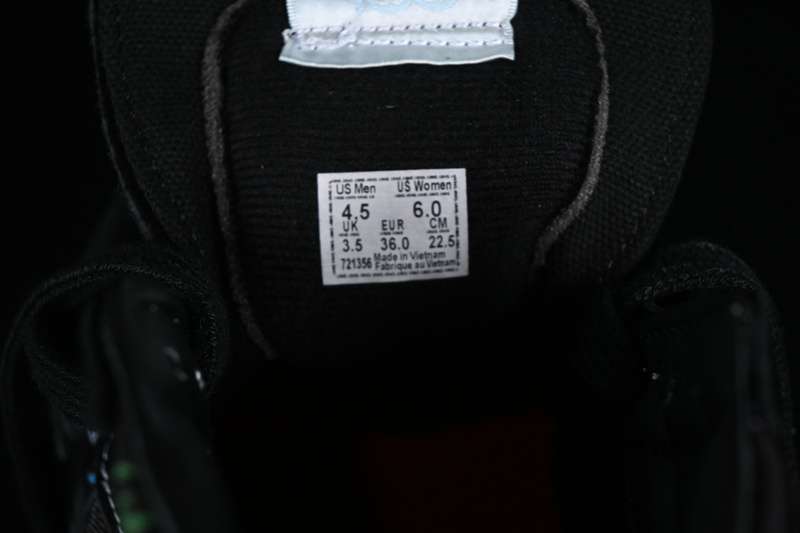 US Men US Women
4.5 6.0
UK EUR CM
3.5 36.0 22.5
721356 Made in Vietnam
Fabrique au Vietnam